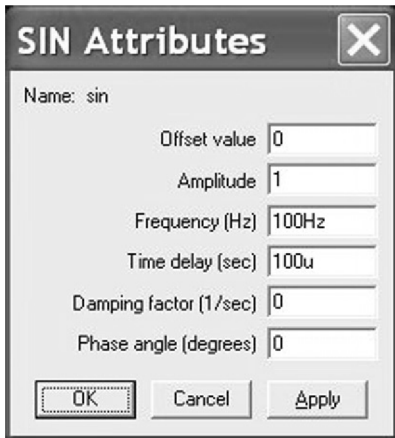 SIN Attributes
Name: sin
Offset value 0
Amplitude 1
Frequency (Hz) 100Hz
Time delay (sec) 100u
Damping factor (1/sec) 0
Phase angle (degrees) 0
OK Cancel Apply